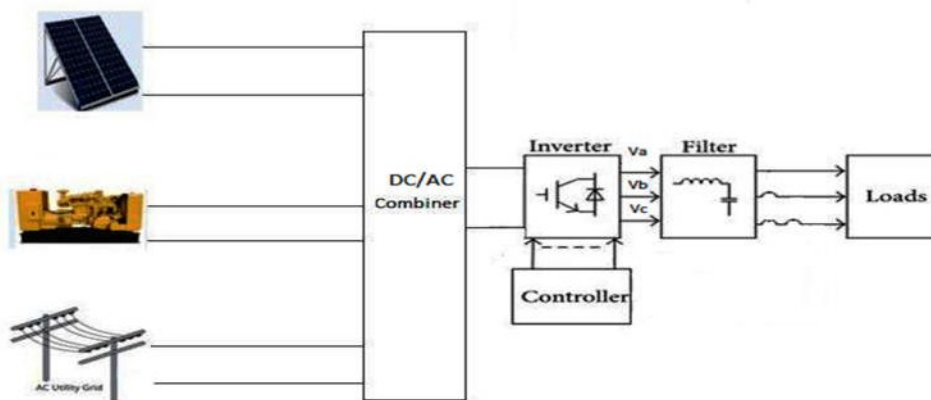 Inverter
Va
Filter
DC/AC
Combiner
Vb
Vc
Loads
Controller
AC Utility Grid